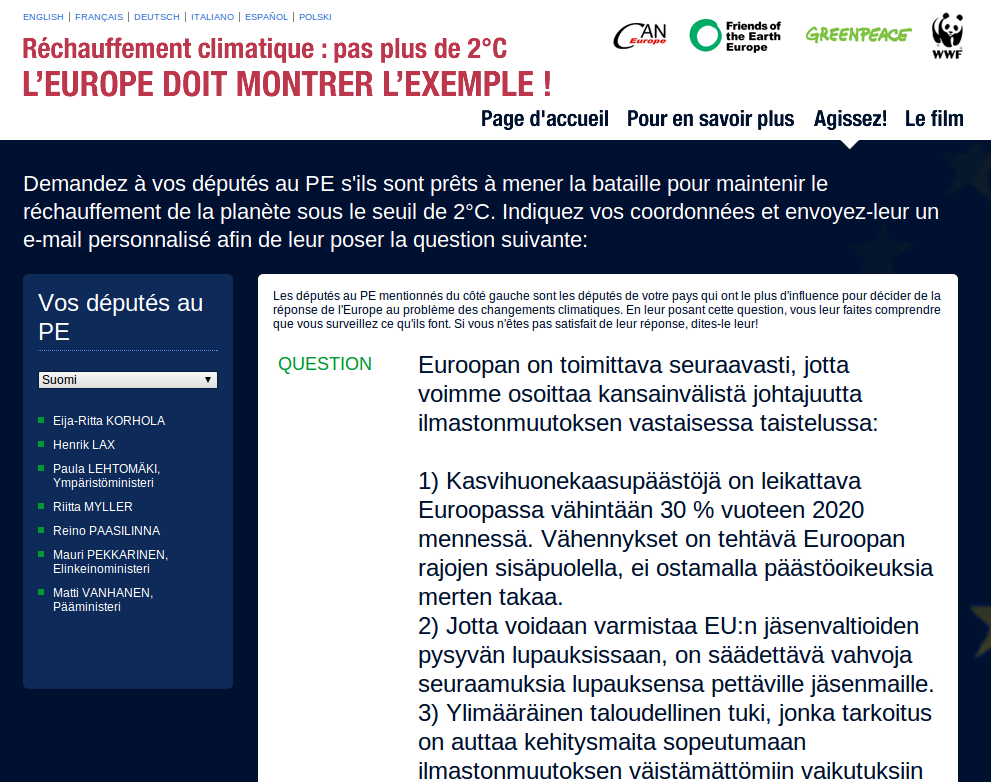 ENGLISH | FRANÇAIS | DEUTSCH | ITALIANO | ESPAÑOL | POLSKI
CAN Europe
Friends of the Earth Europe
GREENPEACE
WWF
Réchauffement climatique : pas plus de 2°C
L'EUROPE DOIT MONTRER L'EXEMPLE !
Page d'accueil Pour en savoir plus Agissez! Le film
Demandez à vos députés au PE s'ils sont prêts à mener la bataille pour maintenir le
réchauffement de la planète sous le seuil de 2°C. Indiquez vos coordonnées et envoyez-leur un
e-mail personnalisé afin de leur poser la question suivante:
Vos députés au
PE
Suomi
Eija-Ritta KORHOLA
Henrik LAX
Paula LEHTOMÄKI,
Ympäristöministeri
Riitta MYLLER
Reino PAASILINNA
Mauri PEKKARINEN,
Elinkeinoministeri
Matti VANHANEN,
Pääministeri
Les députés au PE mentionnés du côté gauche sont les députés de votre pays qui ont le plus d'influence pour décider de la
réponse de l'Europe au problème des changements climatiques. En leur posant cette question, vous leur faites comprendre
que vous surveillez ce qu'ils font. Si vous n'êtes pas satisfait de leur réponse, dites-le leur!
QUESTION
Euroopan on toimittava seuraavasti, jotta
voimme osoittaa kansainvälistä johtajuutta
ilmastonmuutoksen vastaisessa taistelussa:
1) Kasvihuonekaasupäästöjä on leikattava
Euroopassa vähintään 30 % vuoteen 2020
mennessä. Vähennykset on tehtävä Euroopan
rajojen sisäpuolella, ei ostamalla päästöoikeuksia
merten takaa.
2) Jotta voidaan varmistaa EU:n jäsenvaltioiden
pysyvän lupauksissaan, on säädettävä vahvoja
seuraamuksia lupauksensa pettäville jäsenmaille.
3) Ylimääräinen taloudellinen tuki, jonka tarkoitus
on auttaa kehitysmaita sopeutumaan
ilmastonmuutoksen väistämättömiin vaikutuksiin